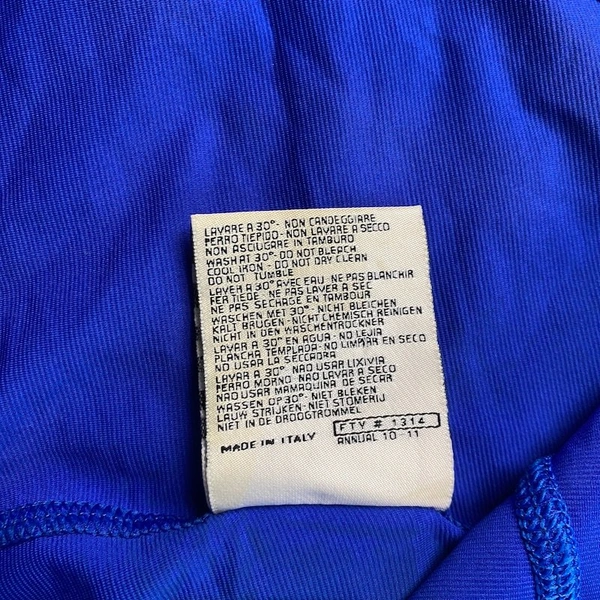 LAVARE A 30°- NON CANDEGGIARE
FERRO TIEPIDO - NON LAVARE A SECCO
NON ASCIUGARE IN TAMBURO
WASH AT 30°- DO NOT BLEACH
COOL IRON - DO NOT DAY CLEAN
DO NOT TUMBLE
LAYER A 30° AVEC EAU - NE PAS BLANCHIR
FER TIEDE - NE PAS LAVER A SEC
NE PAS SECHAGE EN TAMBOUR
WASCHEN MET 30°- NICHT BLEICHEN
KALT BRUGEN - NICHT CHEMISCH REINIGEN
NICHT IN DEN WASCHENTROCKNER
LAVAR A 30° EN AGUA - NO LEJIA
PLANCHA TEMPLADA - NO LIMPIAR EN SECO
NO USAR LA SECCADORA
LAVAR A 30°- NAO USAR LIXIVIA
FERRO MORNO - NAO LAVAR A SECO
NAO USAR MAMAQUINA DE SECAR
WASSEN OP 30°- NIET BLEKEN
LAUW STRIJKEN - NIET STOMERIJ
NIET IN DE DROOGTROMMEL
FTY # 1314
MADE IN ITALY ANNUAL 10 - 11